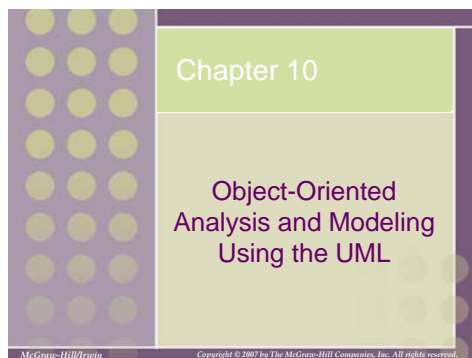 Chapter 10
Object-Oriented
Analysis and Modeling
Using the UML
McGraw-Hill/Irwin
Copyright © 2007 by The McGraw-Hill Companies, Inc. All rights reserved.